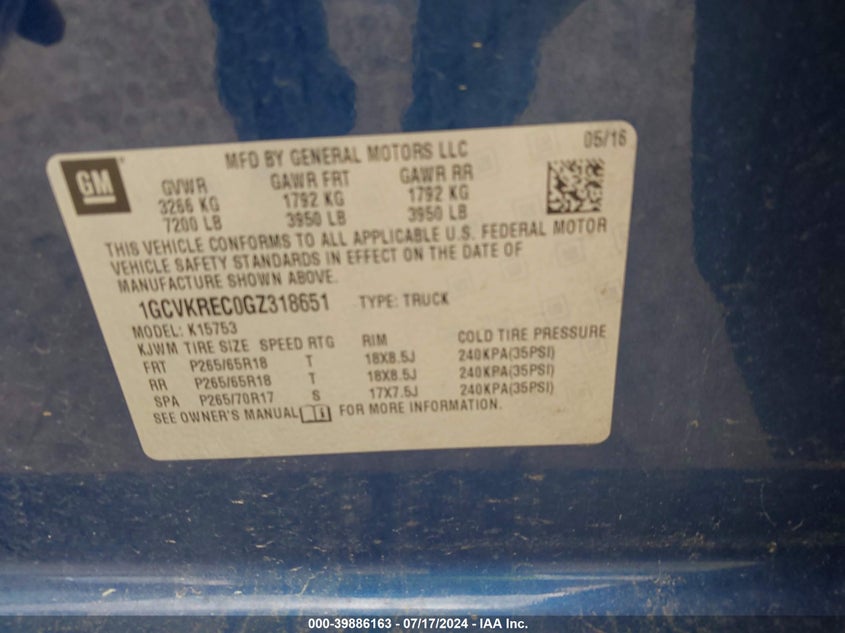 GM
MFD BY GENERAL MOTORS LLC 05/16
GVWR GAWR FRT GAWR RR
3266 KG 1792 KG 1792 KG
7200 LB 3950 LB 3950 LB
THIS VEHICLE CONFORMS TO ALL APPLICABLE U.S. FEDERAL MOTOR
VEHICLE SAFETY STANDARDS IN EFFECT ON THE DATE OF
MANUFACTURE SHOWN ABOVE.
1GCVKREC0GZ318651 TYPE: TRUCK
MODEL: K15753
KJWM TIRE SIZE SPEED RTG RIM COLD TIRE PRESSURE
FRT P265/65R18 T 18X8.5J 240KPA(35PSI)
RR P265/65R18 T 18X8.5J 240KPA(35PSI)
SPA P265/70R17 S 17X7.5J 240KPA(35PSI)
SEE OWNER'S MANUAL FOR MORE INFORMATION.
000-39886163 - 07/17/2024 - IAA Inc.